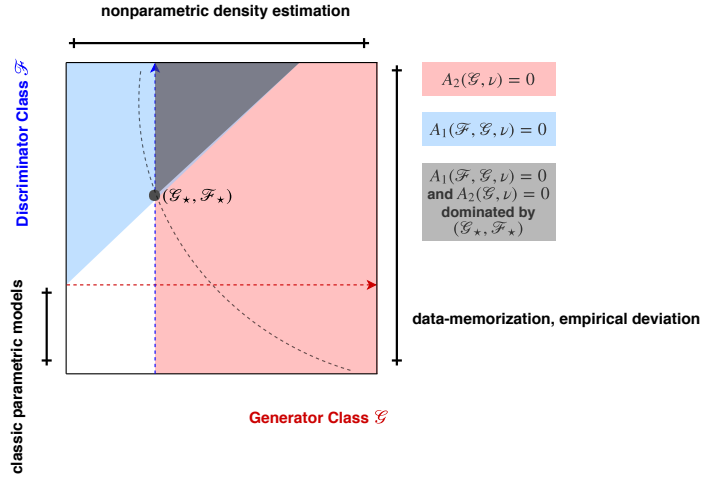 nonparametric density estimation
Discriminator Class ℱ
classic parametric models
(𝒢⋆, ℱ⋆)
A₂(𝒢, ν) = 0
A₁(ℱ, 𝒢, ν) = 0
A₁(ℱ, 𝒢, ν) = 0
and A₂(𝒢, ν) = 0
dominated by
(𝒢⋆, ℱ⋆)
data-memorization, empirical deviation
Generator Class 𝒢